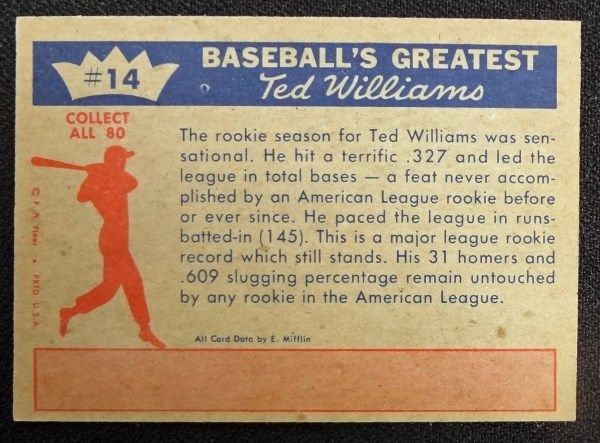 #14
BASEBALL'S GREATEST
Ted Williams
COLLECT
ALL 80
The rookie season for Ted Williams was sen-
sational. He hit a terrific .327 and led the
league in total bases — a feat never accom-
plished by an American League rookie before
or ever since. He paced the league in runs-
batted-in (145). This is a major league rookie
record which still stands. His 31 homers and
.609 slugging percentage remain untouched
by any rookie in the American League.
© F. H. Fleer • PRTD. U.S.A.
All Card Data by E. Mifflin